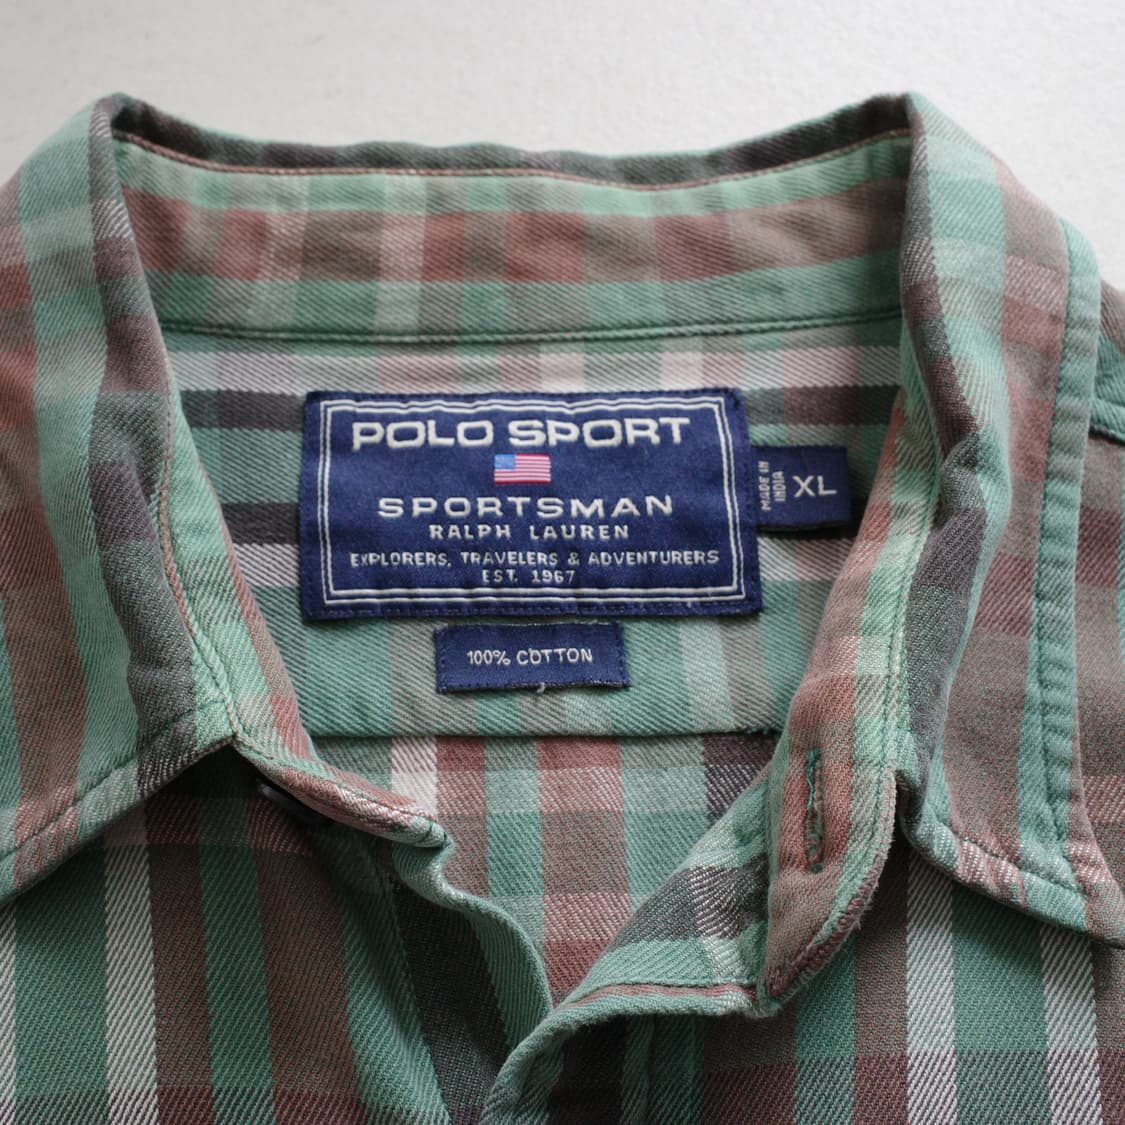 POLO SPORT
SPORTSMAN
RALPH LAUREN
EXPLORERS, TRAVELERS & ADVENTURERS
EST. 1967
MADE IN
INDIA
XL
100% COTTON